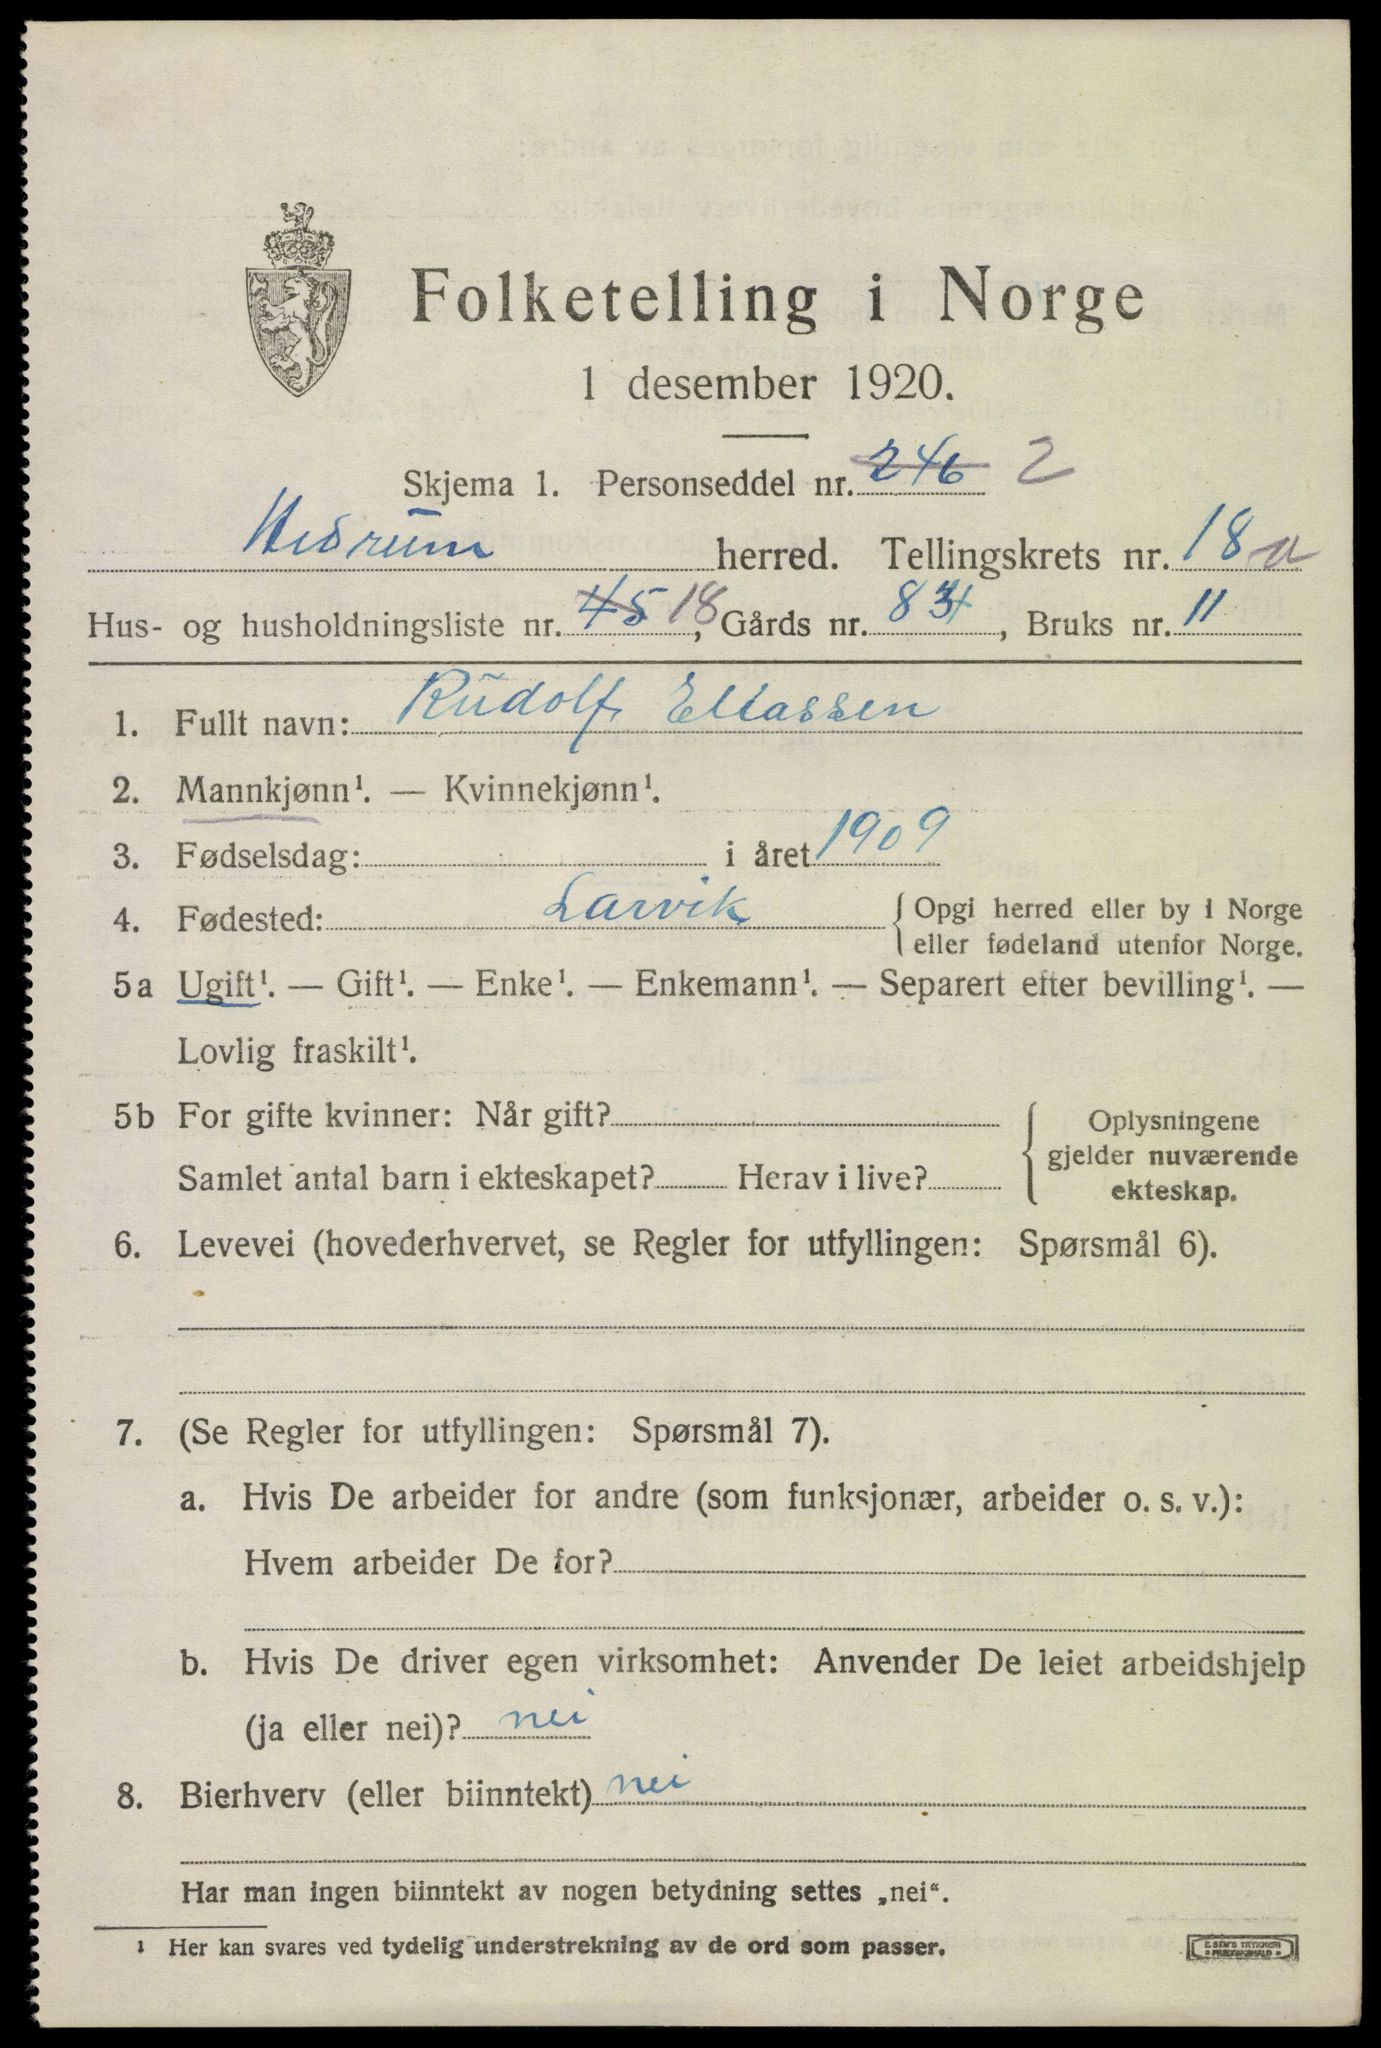 Folketelling i Norge
1 desember 1920.
Skjema 1. Personseddel nr. 246 2
Hedrum herred. Tellingskrets nr. 18 a
Hus- og husholdningsliste nr. 45 18, Gårds nr. 84, Bruks nr. 11
1. Fullt navn: Rudolf Eliassen
2. Mannkjønn¹. — Kvinnekjønn¹.
3. Fødselsdag: i året 1909
4. Fødested: Larvik { Opgi herred eller by i Norge
eller fødeland utenfor Norge.
5a Ugift¹. — Gift¹. — Enke¹. — Enkemann¹. — Separert efter bevilling¹. —
Lovlig fraskilt¹.
5b For gifte kvinner: Når gift?
Samlet antal barn i ekteskapet? Herav i live?
{ Oplysningene
gjelder nuværende
ekteskap.
6. Levevei (hovederhvervet, se Regler for utfyllingen: Spørsmål 6).
7. (Se Regler for utfyllingen: Spørsmål 7).
a. Hvis De arbeider for andre (som funksjonær, arbeider o. s. v.):
Hvem arbeider De for?
b. Hvis De driver egen virksomhet: Anvender De leiet arbeidshjelp
(ja eller nei)? nei
8. Bierhverv (eller biinntekt) nei
Har man ingen biinntekt av nogen betydning settes „nei“.
¹ Her kan svares ved tydelig understrekning av de ord som passer.